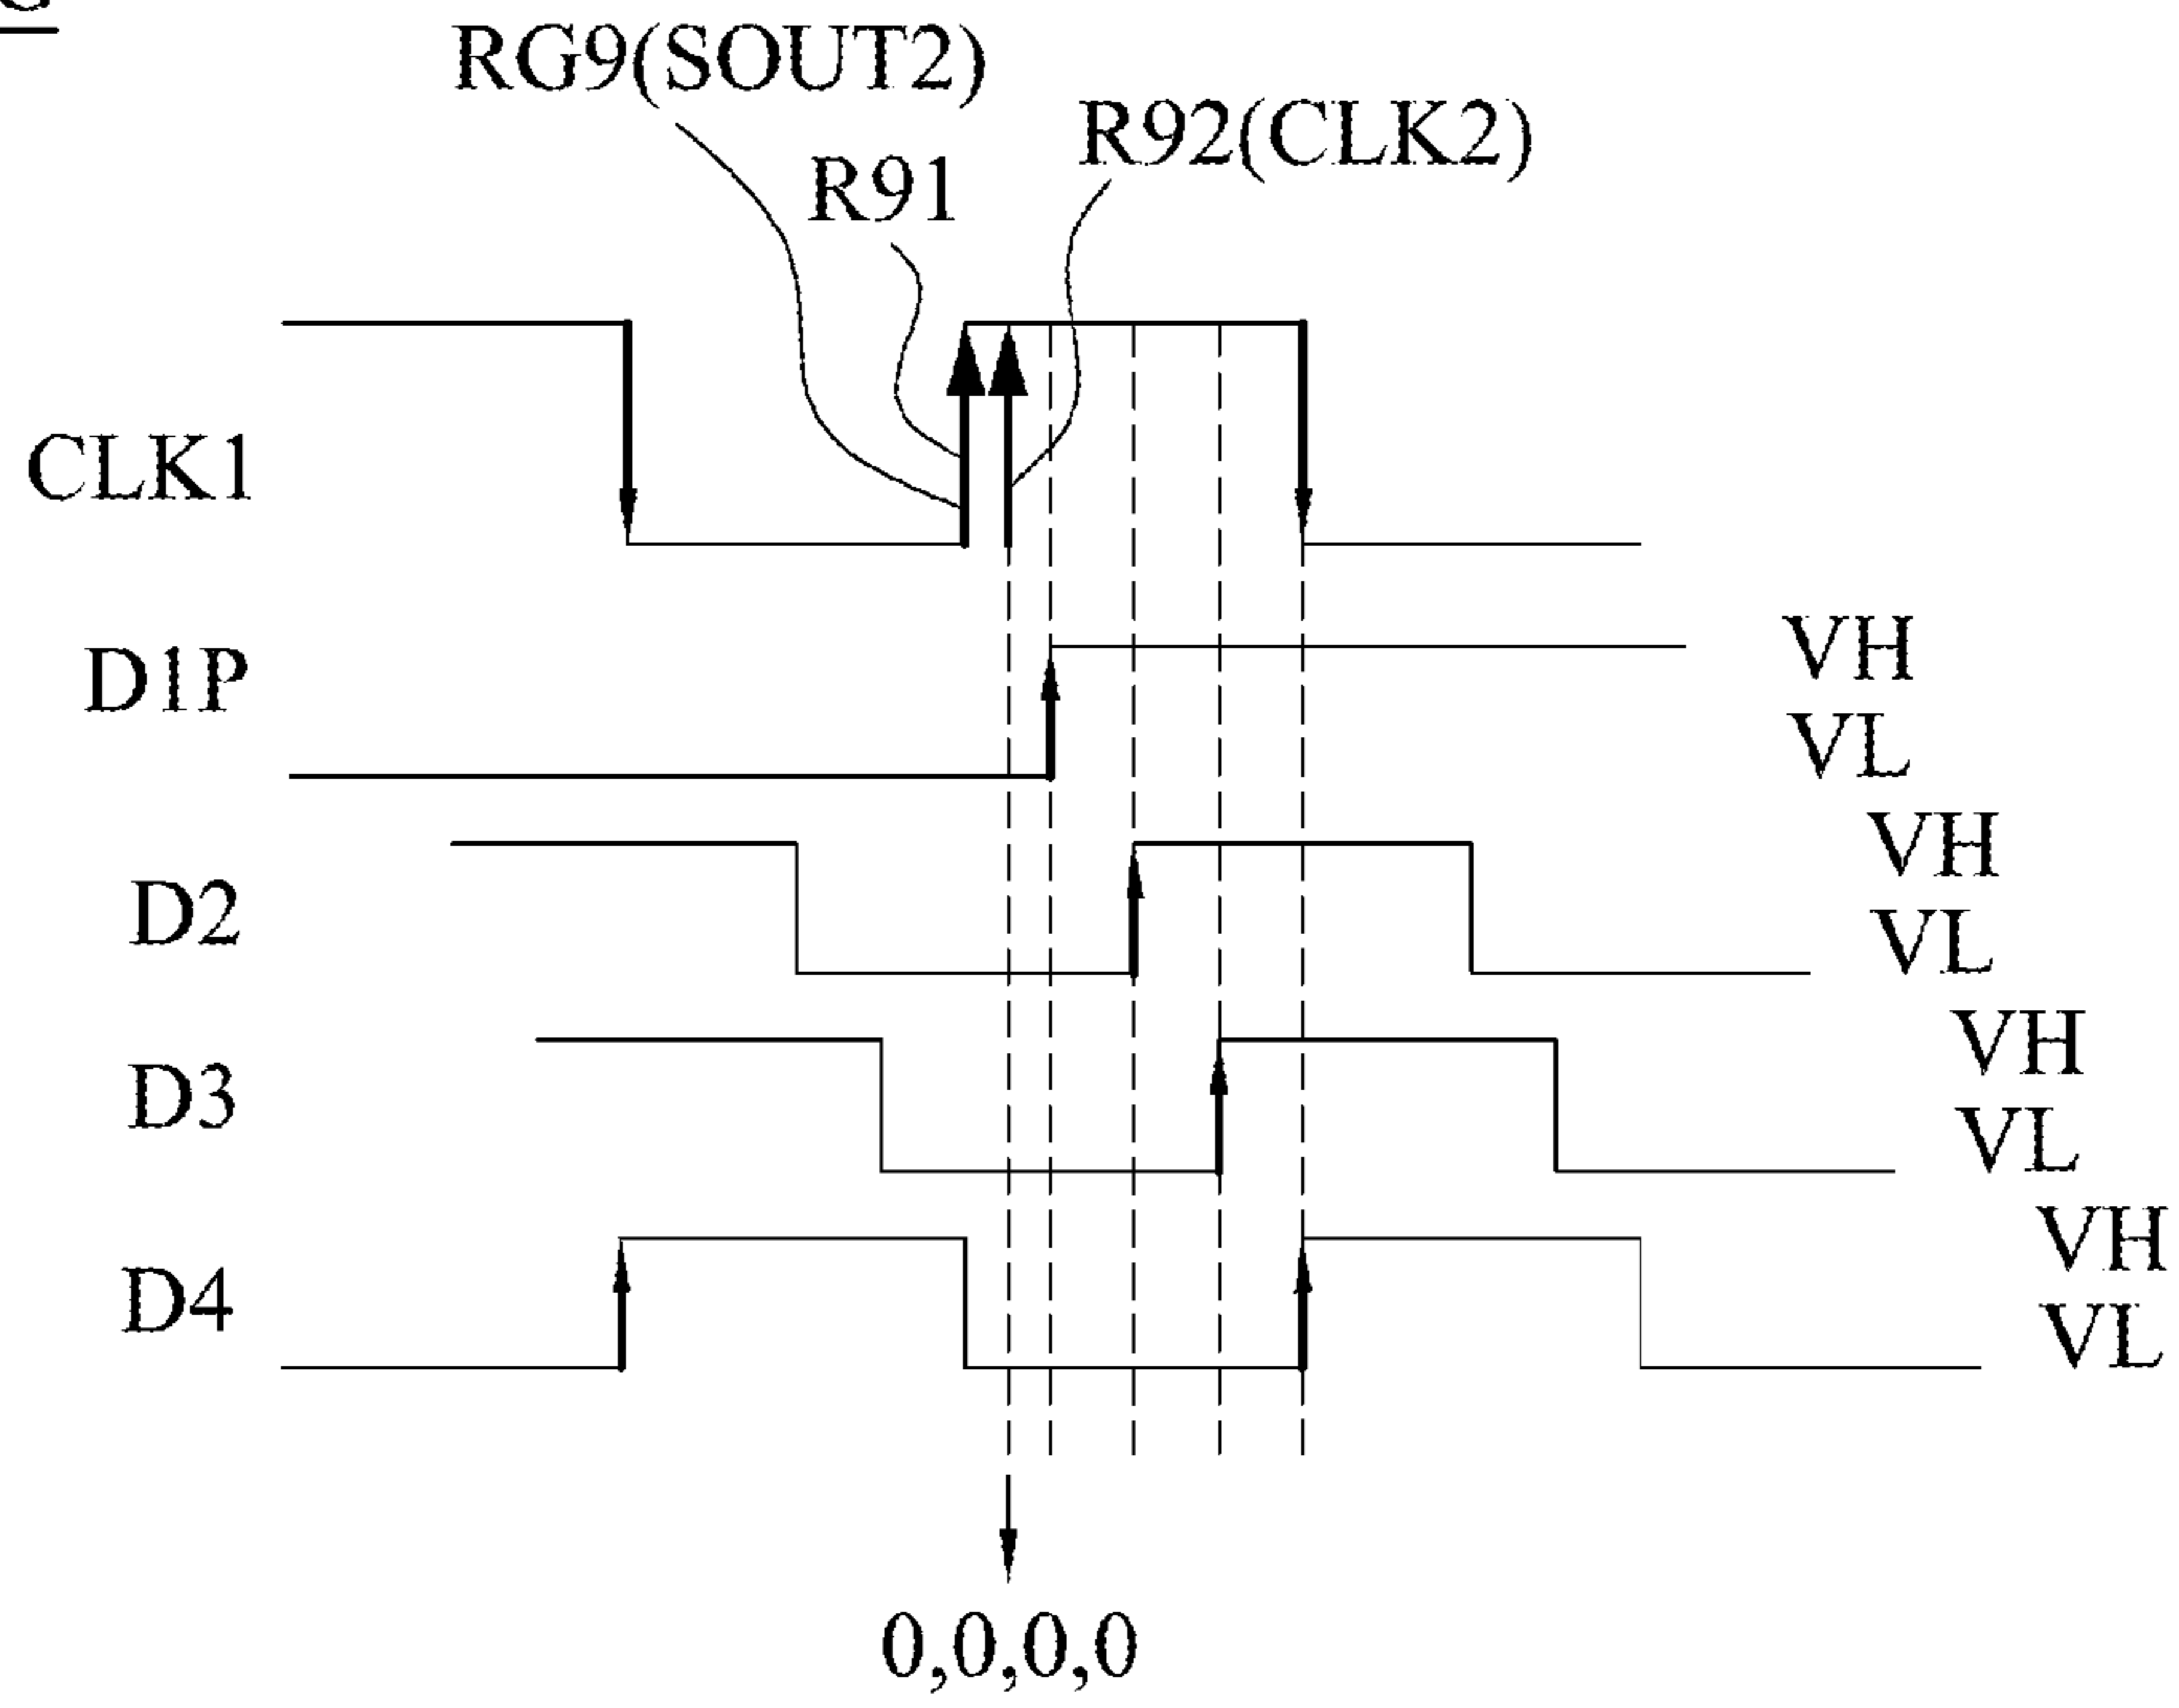 RG9(SOUT2)
R92(CLK2)
R91
CLK1
D1P
VH
VL
D2
VH
VL
D3
VH
VL
D4
VH
VL
0,0,0,0